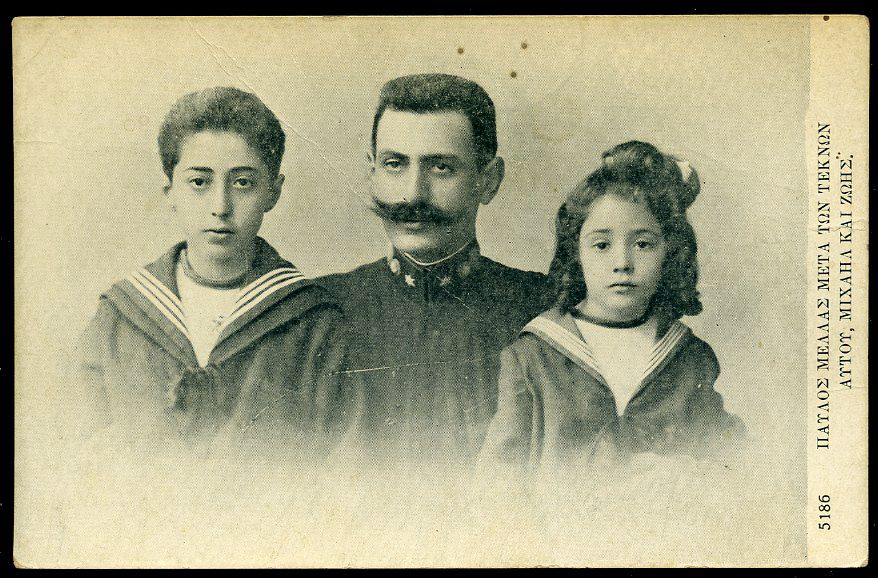 ΠΑΥΛΟΣ ΜΕΛΛΑΣ ΜΕΤΑ ΤΩΝ ΤΕΚΝΩΝ
ΑΥΤΟΥ, ΜΙΧΑΗΛ ΚΑΙ ΖΩΗΣ.
5186